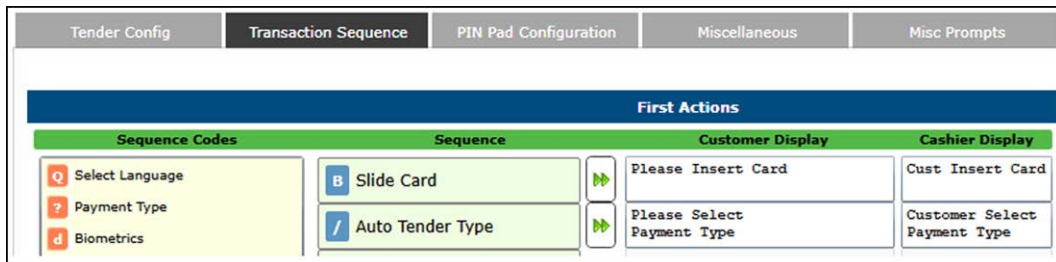 Tender Config Transaction Sequence PIN Pad Configuration Miscellaneous Misc Prompts
First Actions
Sequence Codes Sequence Customer Display Cashier Display
Q Select Language
? Payment Type
d Biometrics
B Slide Card
/ Auto Tender Type
Please Insert Card
Please Select
Payment Type
Cust Insert Card
Customer Select
Payment Type